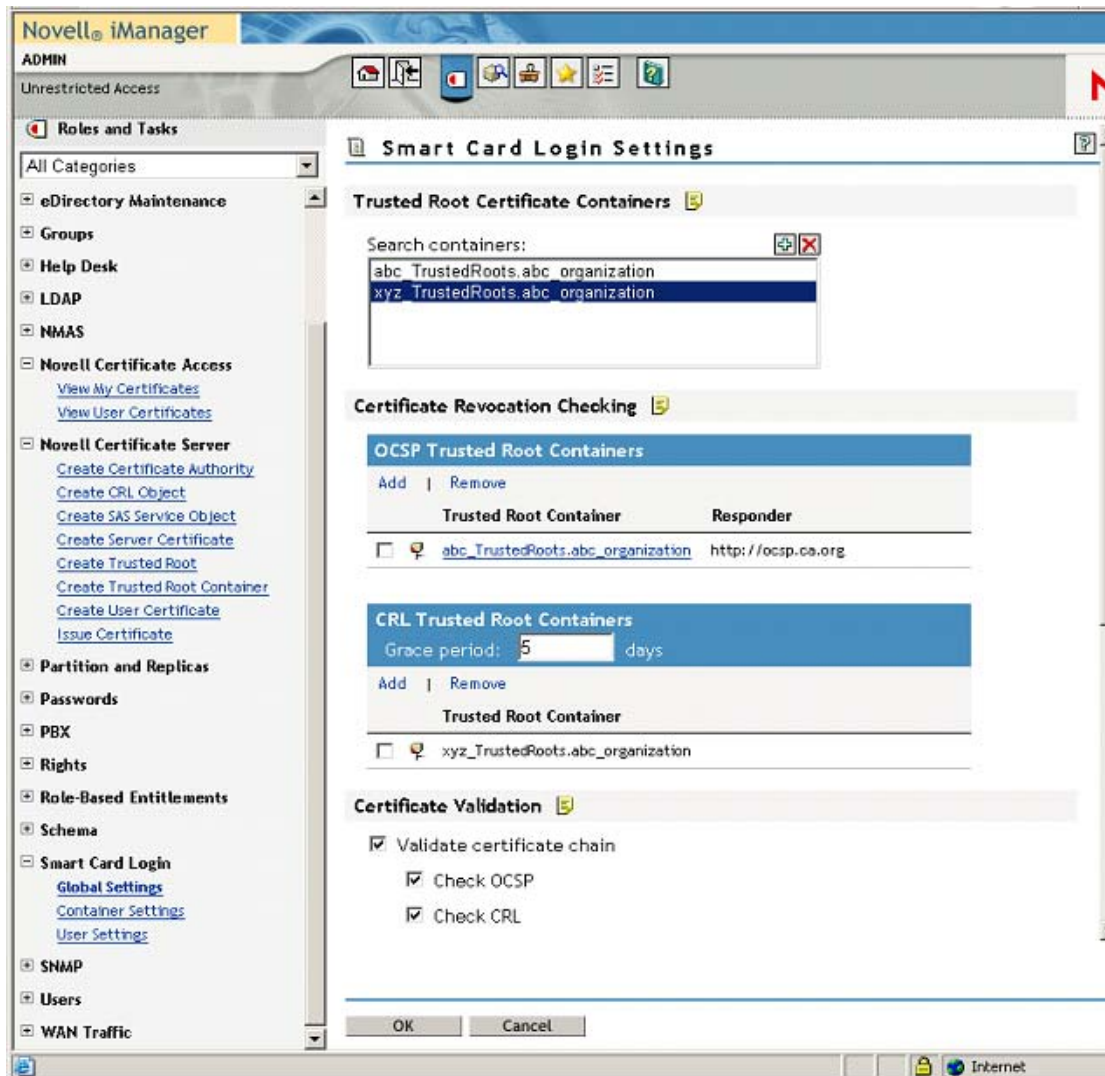 Novell® iManager
ADMIN
Unrestricted Access
N
Roles and Tasks
All Categories
eDirectory Maintenance
Groups
Help Desk
LDAP
NMAS
Novell Certificate Access
View My Certificates
View User Certificates
Novell Certificate Server
Create Certificate Authority
Create CRL Object
Create SAS Service Object
Create Server Certificate
Create Trusted Root
Create Trusted Root Container
Create User Certificate
Issue Certificate
Partition and Replicas
Passwords
PBX
Rights
Role-Based Entitlements
Schema
Smart Card Login
Global Settings
Container Settings
User Settings
SNMP
Users
WAN Traffic
Smart Card Login Settings
Trusted Root Certificate Containers
Search containers:
abc_TrustedRoots.abc_organization
xyz_TrustedRoots.abc_organization
Certificate Revocation Checking
OCSP Trusted Root Containers
Add | Remove
Trusted Root Container Responder
abc_TrustedRoots.abc_organization http://ocsp.ca.org
CRL Trusted Root Containers
Grace period: 5 days
Add | Remove
Trusted Root Container
xyz_TrustedRoots.abc_organization
Certificate Validation
Validate certificate chain
Check OCSP
Check CRL
OK Cancel
Internet